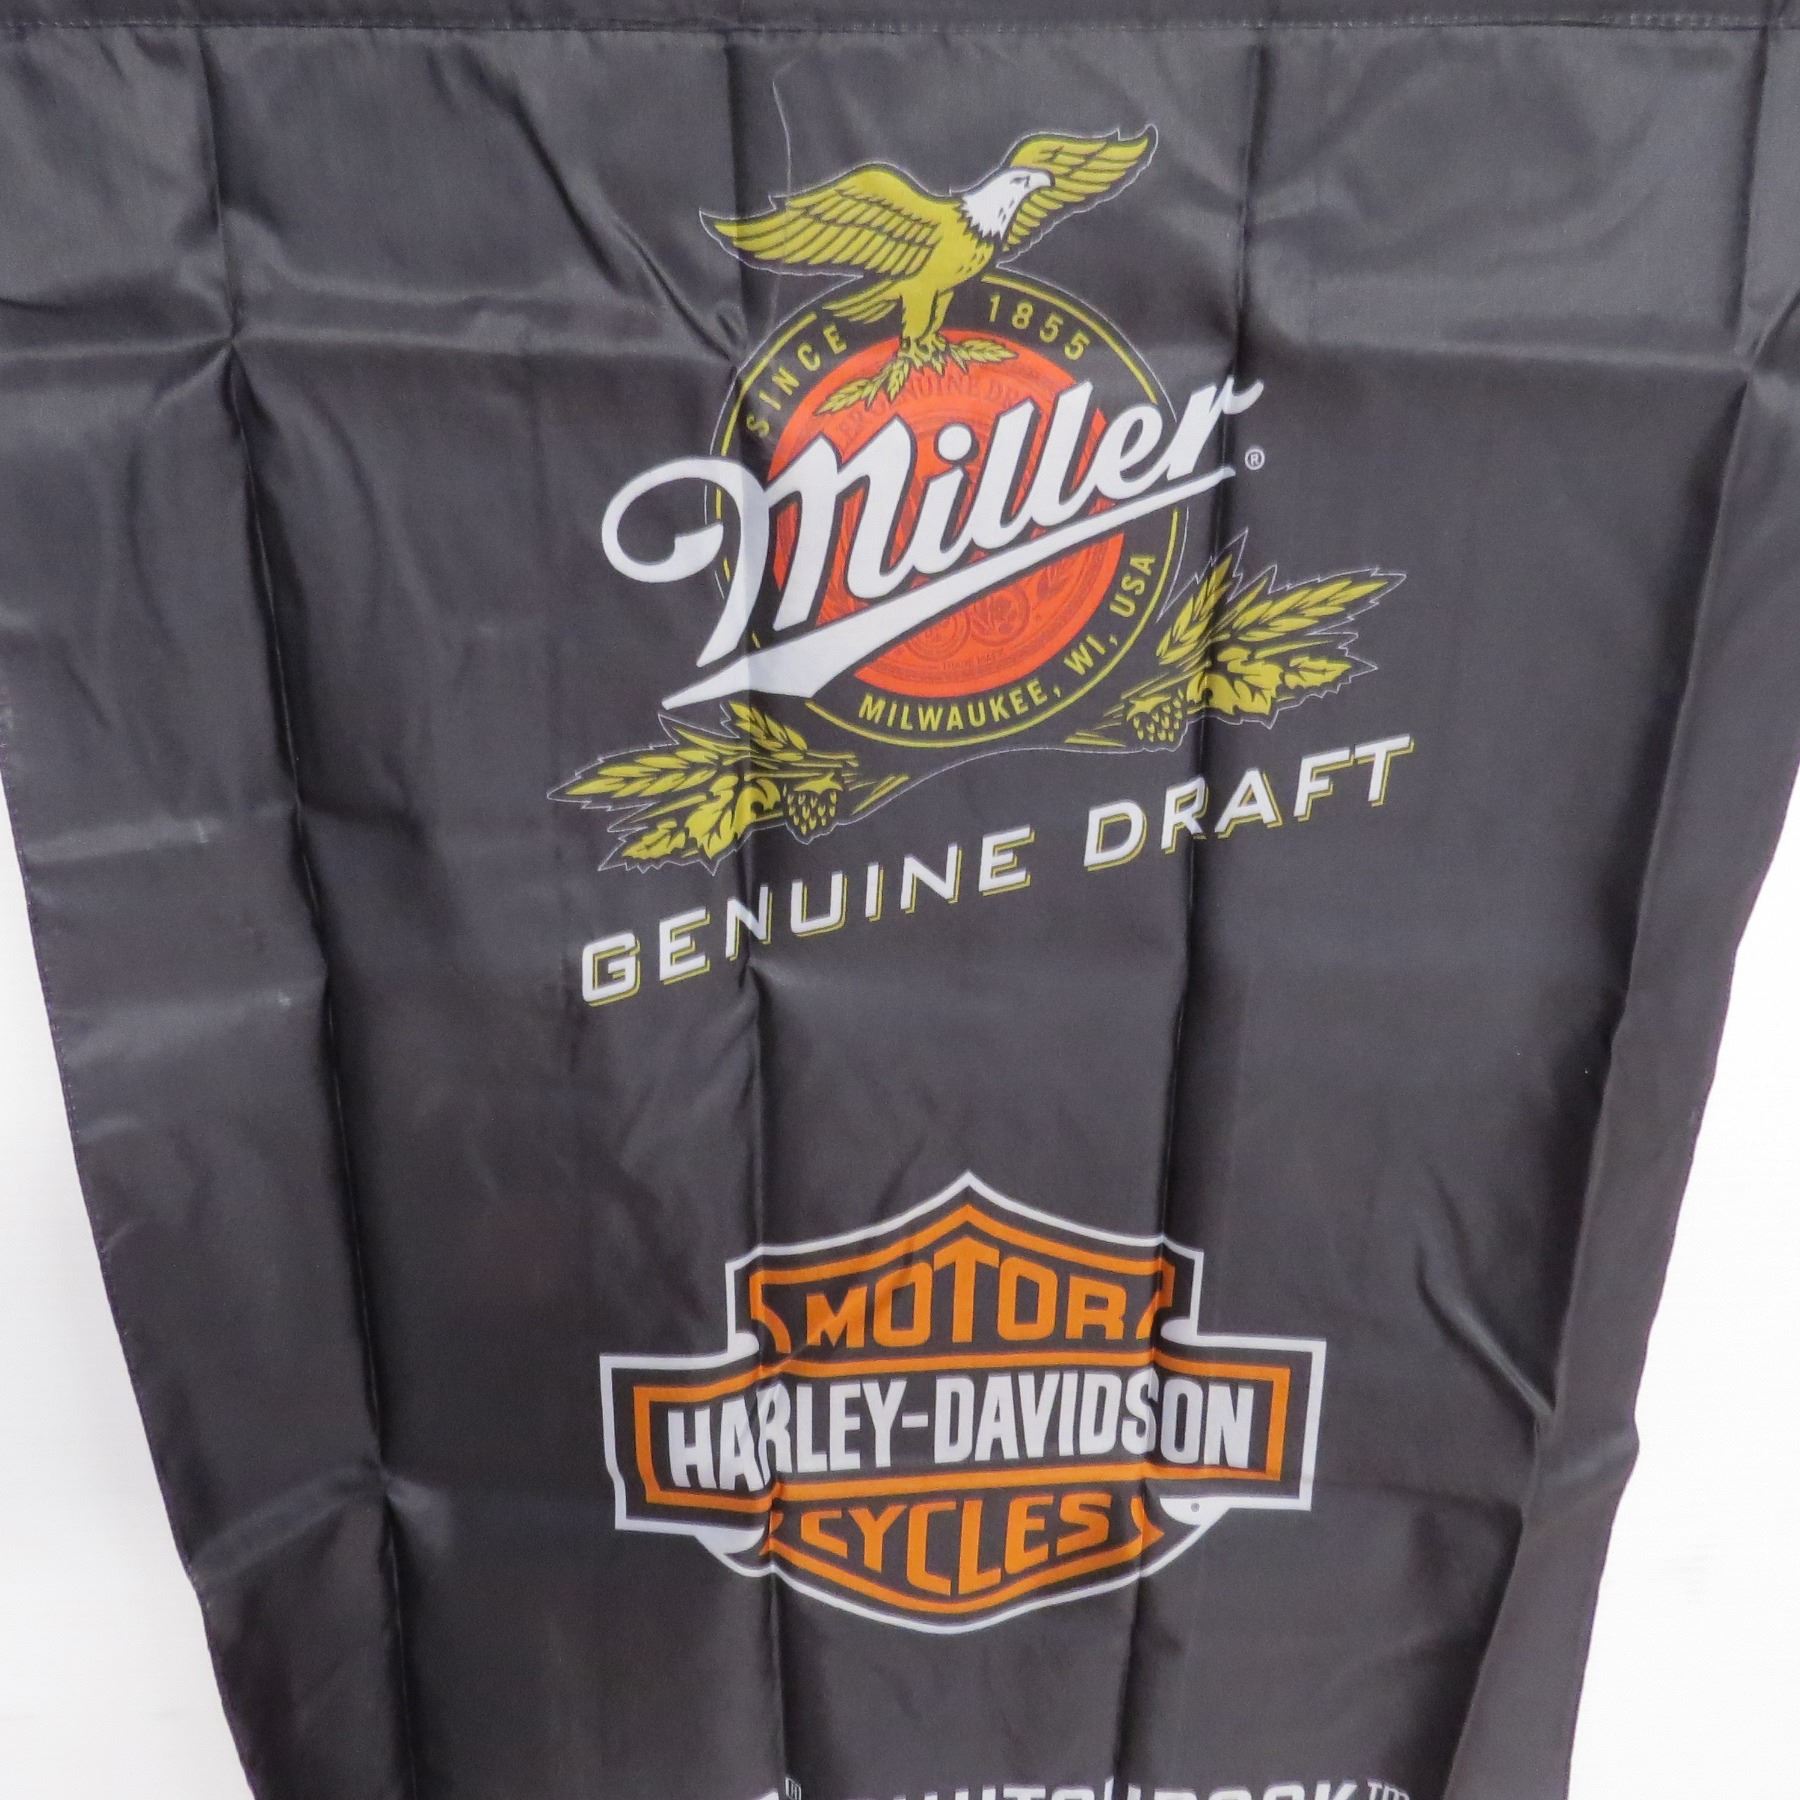 SINCE 1855
Miller®
MILWAUKEE, WI, USA
GENUINE DRAFT
MOTOR
HARLEY-DAVIDSON
CYCLES